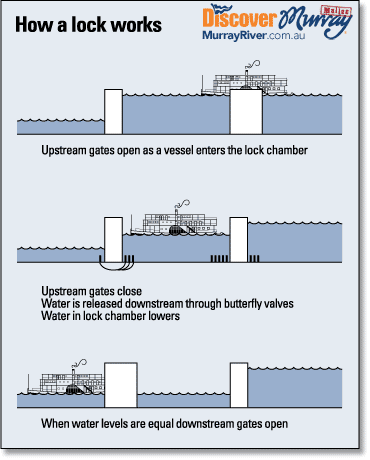 How a lock works
Discover
Murray
Mallee
MurrayRiver.com.au
Upstream gates open as a vessel enters the lock chamber
Upstream gates close
Water is released downstream through butterfly valves
Water in lock chamber lowers
When water levels are equal downstream gates open